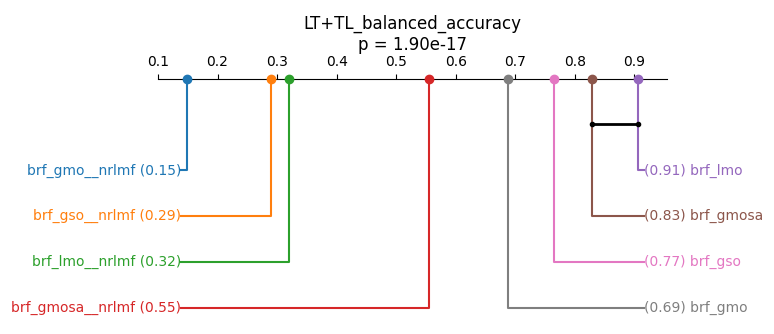 LT+TL_balanced_accuracy
p = 1.90e-17
0.1 0.2 0.3 0.4 0.5 0.6 0.7 0.8 0.9
brf_gmo__nrlmf (0.15) (0.91) brf_lmo
brf_gso__nrlmf (0.29) (0.83) brf_gmosa
brf_lmo__nrlmf (0.32) (0.77) brf_gso
brf_gmosa__nrlmf (0.55) (0.69) brf_gmo